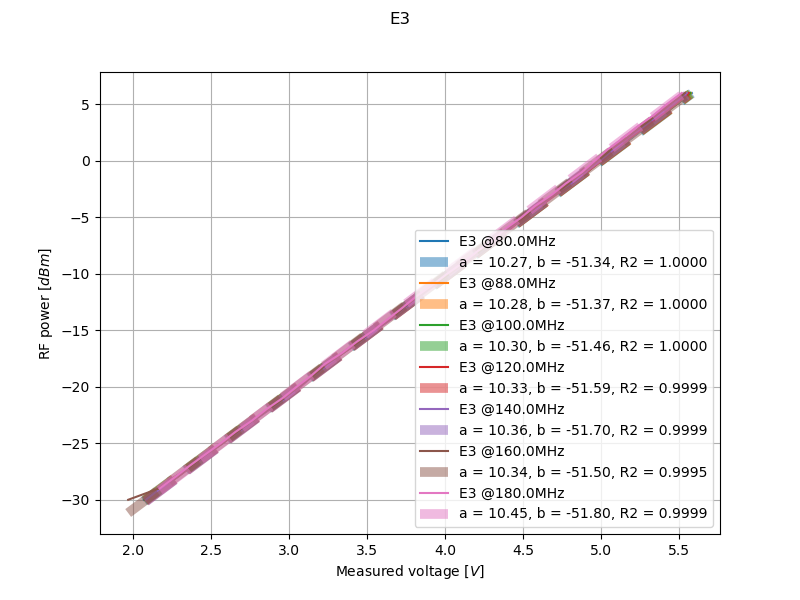 E3
5
0
−5
−10
−15
−20
−25
−30
RF power [dBm]
2.0 2.5 3.0 3.5 4.0 4.5 5.0 5.5
Measured voltage [V]
E3 @80.0MHz
a = 10.27, b = -51.34, R2 = 1.0000
E3 @88.0MHz
a = 10.28, b = -51.37, R2 = 1.0000
E3 @100.0MHz
a = 10.30, b = -51.46, R2 = 1.0000
E3 @120.0MHz
a = 10.33, b = -51.59, R2 = 0.9999
E3 @140.0MHz
a = 10.36, b = -51.70, R2 = 0.9999
E3 @160.0MHz
a = 10.34, b = -51.50, R2 = 0.9995
E3 @180.0MHz
a = 10.45, b = -51.80, R2 = 0.9999